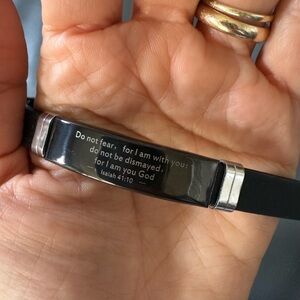 Do not fear, for I am with you;
do not be dismayed,
for I am you God
Isaiah 41:10